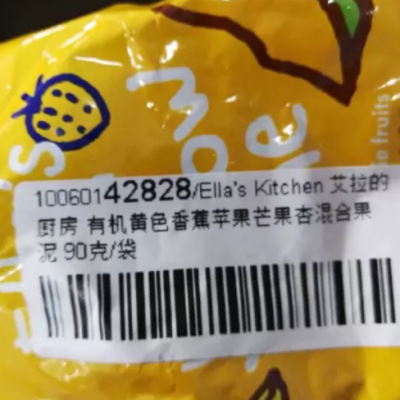 e fruits
10060142828/Ella's Kitchen 艾拉的
厨房 有机黄色香蕉苹果芒果杏混合果
泥 90克/袋